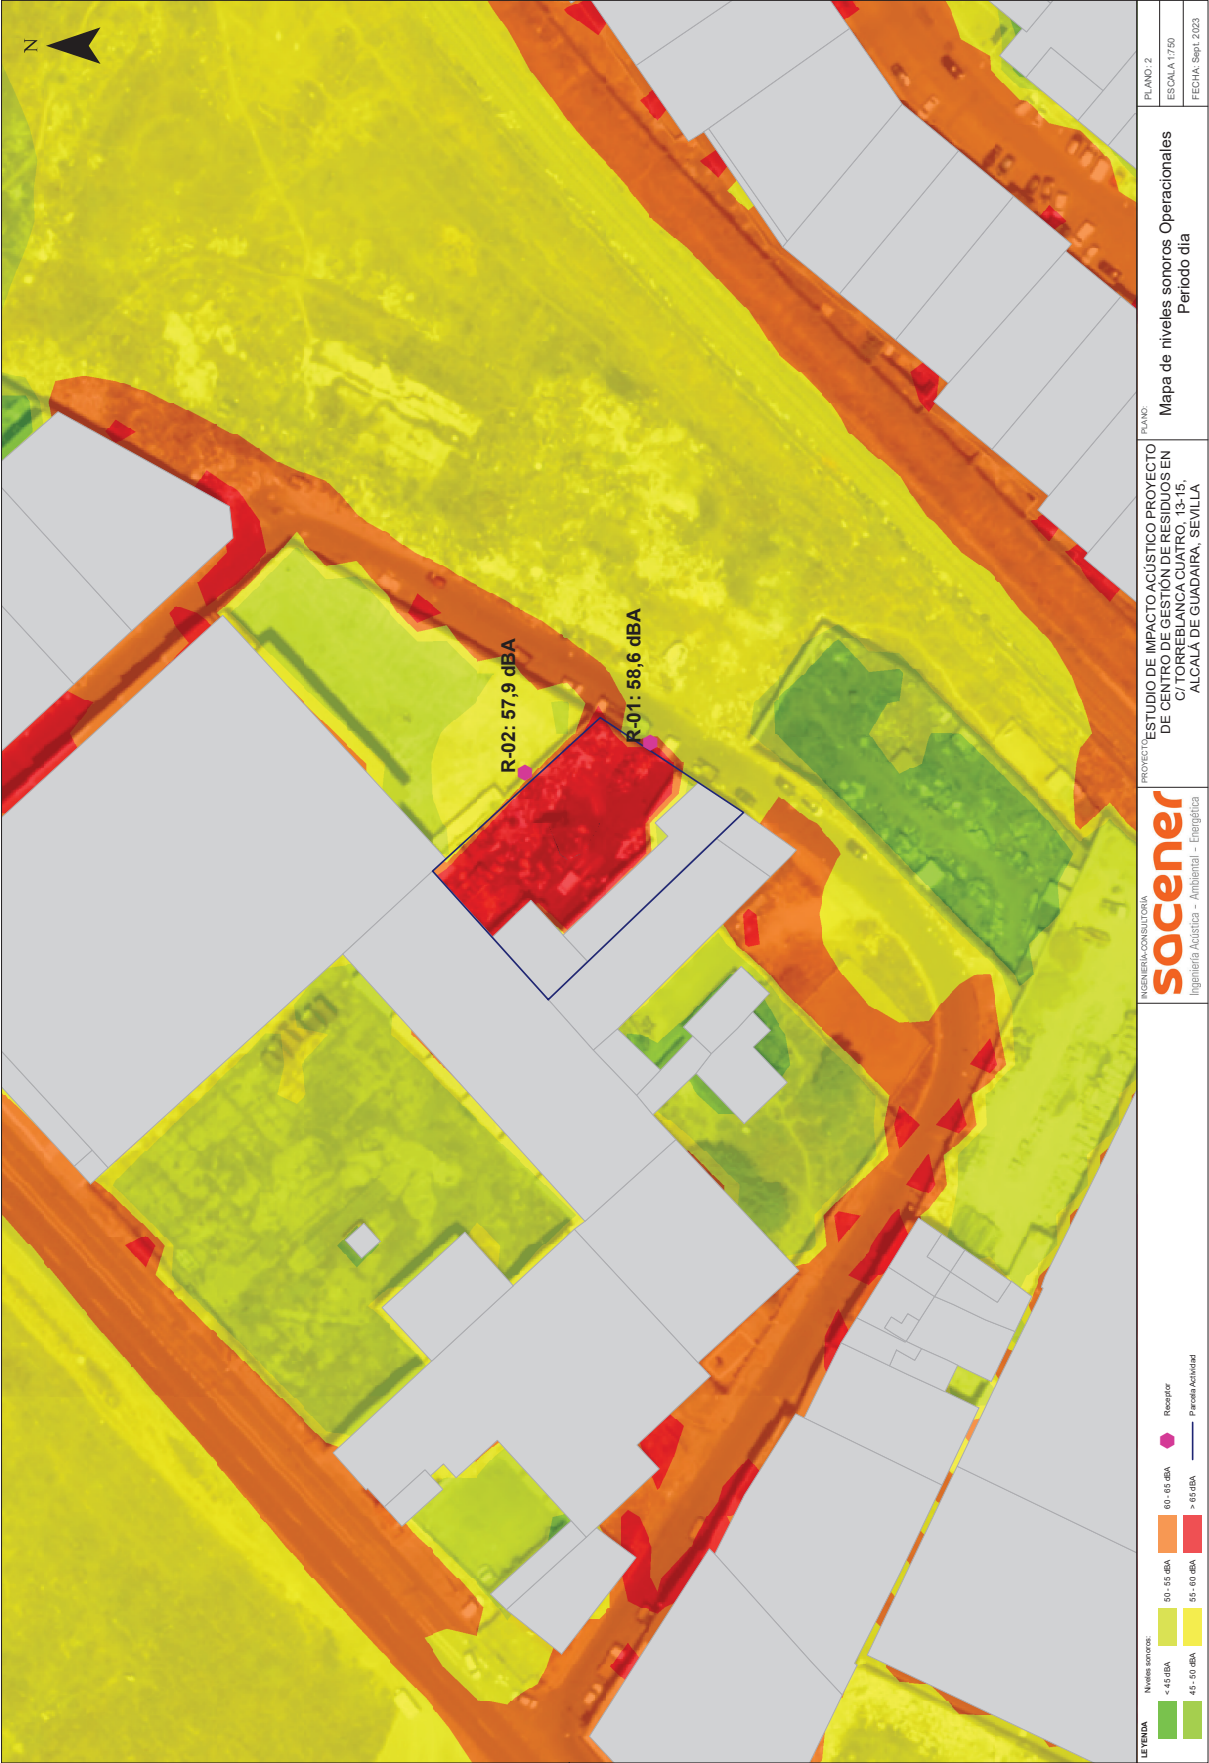 N
R-02: 57,9 dBA
R-01: 58,6 dBA
LEYENDA
Niveles sonoros:
< 45 dBA
45 - 50 dBA
50 - 55 dBA
55 - 60 dBA
60 - 65 dBA
> 65 dBA
Receptor
Parcela Actividad
INGENIERÍA-CONSULTORÍA
sacener
Ingeniería Acústica - Ambiental - Energética
PROYECTO:
ESTUDIO DE IMPACTO ACÚSTICO PROYECTO
DE CENTRO DE GESTIÓN DE RESIDUOS EN
C/ TORREBLANCA CUATRO, 13-15,
ALCALÁ DE GUADAIRA, SEVILLA
PLANO:
Mapa de niveles sonoros Operacionales
Periodo día
PLANO: 2
ESCALA 1:750
FECHA: Sept. 2023